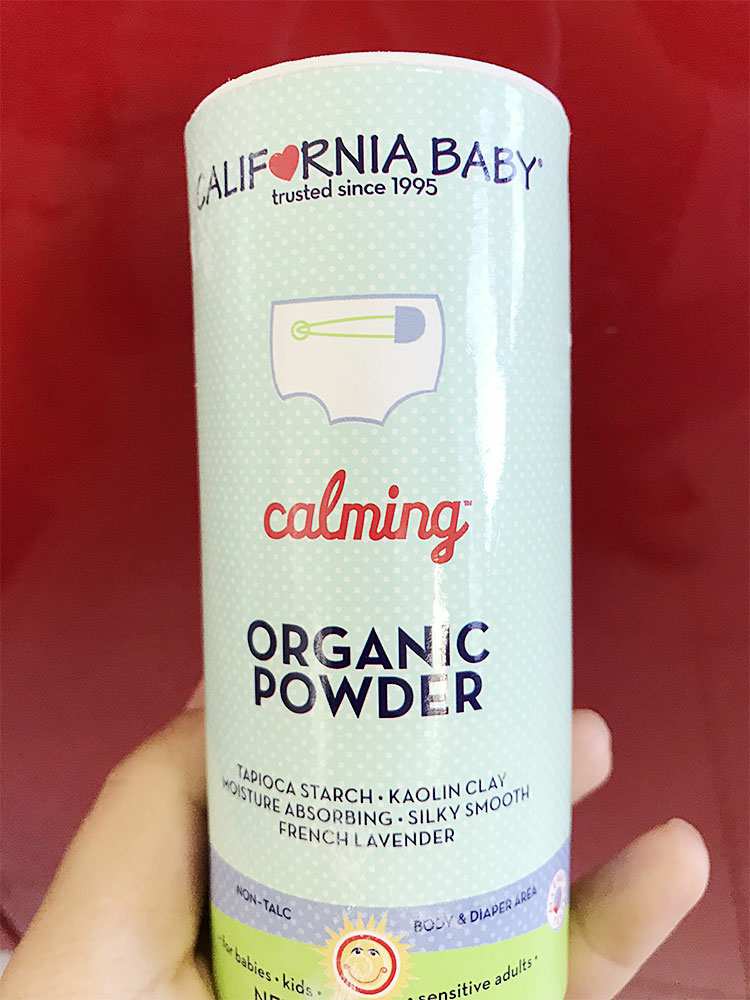 CALIFORNIA BABY
trusted since 1995
calming™
ORGANIC
POWDER
TAPIOCA STARCH • KAOLIN CLAY
MOISTURE ABSORBING • SILKY SMOOTH
FRENCH LAVENDER
NON-TALC
BODY & DIAPER AREA
for babies • kids •
sensitive adults •